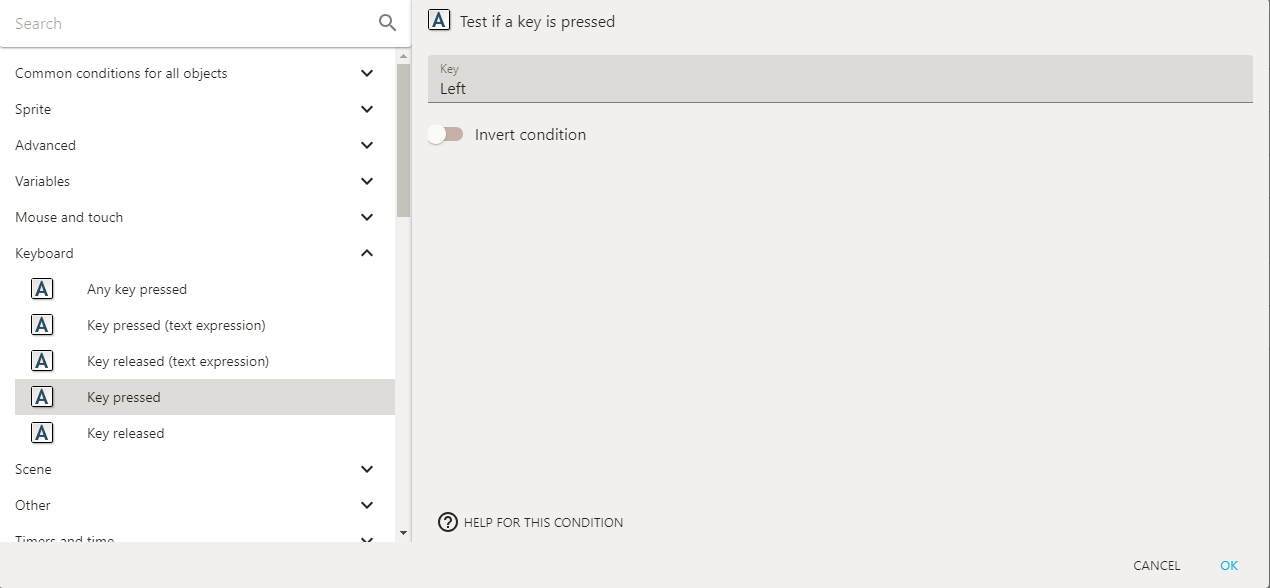 Search
Common conditions for all objects
Sprite
Advanced
Variables
Mouse and touch
Keyboard
A Any key pressed
A Key pressed (text expression)
A Key released (text expression)
A Key pressed
A Key released
Scene
Other
Timers and time
A Test if a key is pressed
Key
Left
Invert condition
? HELP FOR THIS CONDITION
CANCEL OK